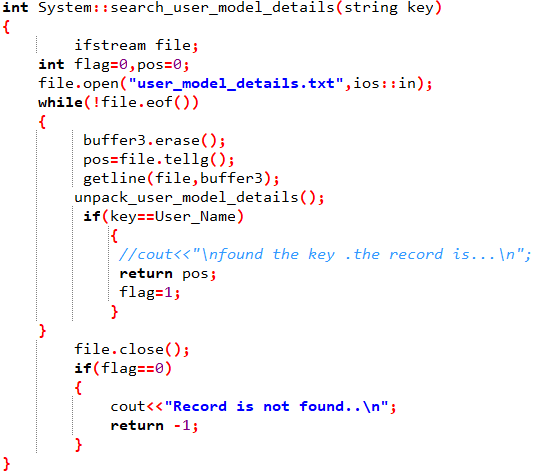 int System::search_user_model_details(string key)
{
ifstream file;
int flag=0,pos=0;
file.open("user_model_details.txt",ios::in);
while(!file.eof())
{
buffer3.erase();
pos=file.tellg();
getline(file,buffer3);
unpack_user_model_details();
if(key==User_Name)
{
//cout<<"\nfound the key .the record is...\n";
return pos;
flag=1;
}
}
file.close();
if(flag==0)
{
cout<<"Record is not found..\n";
return -1;
}
}